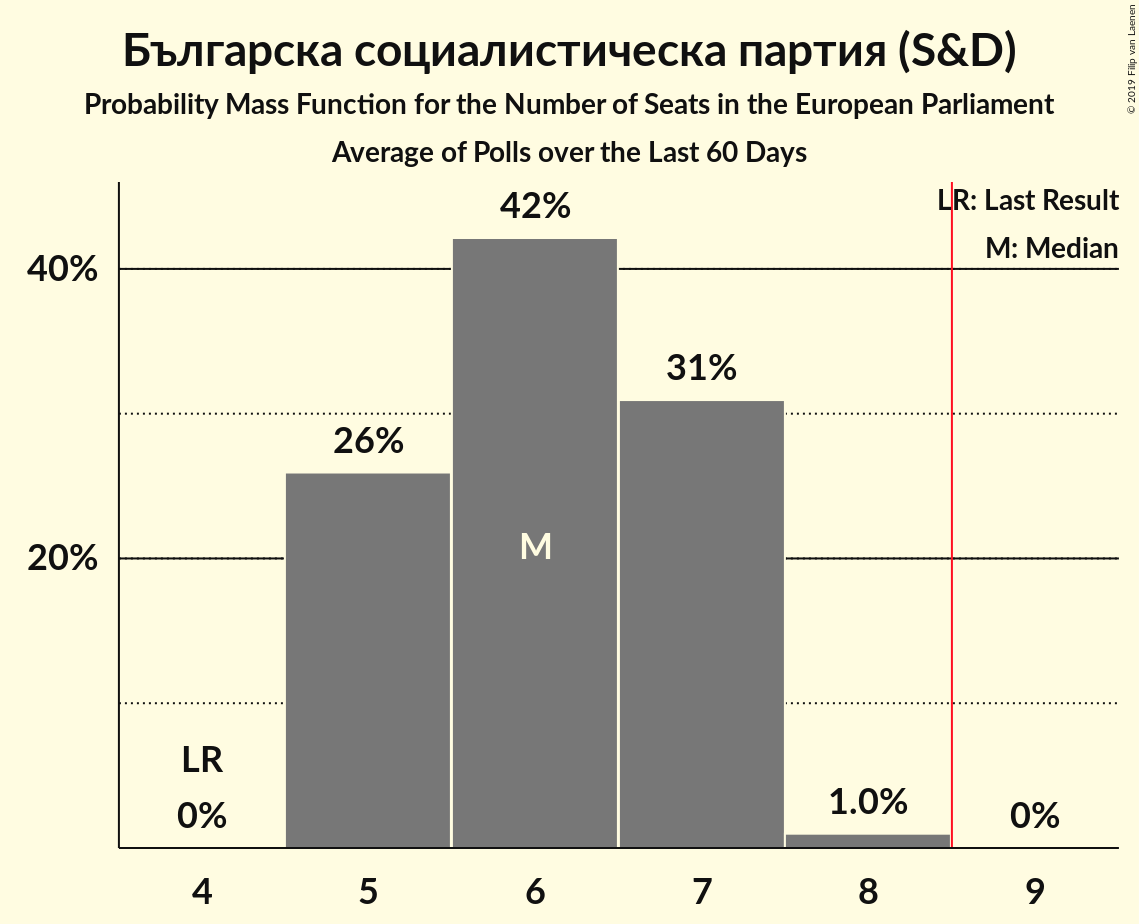 Българска социалистическа партия (S&D)
Probability Mass Function for the Number of Seats in the European Parliament
Average of Polls over the Last 60 Days
© 2019 Filip van Laenen
LR: Last Result
M: Median
42%
40%
31%
26%
M
20%
LR
0%
1.0%
0%
4 5 6 7 8 9